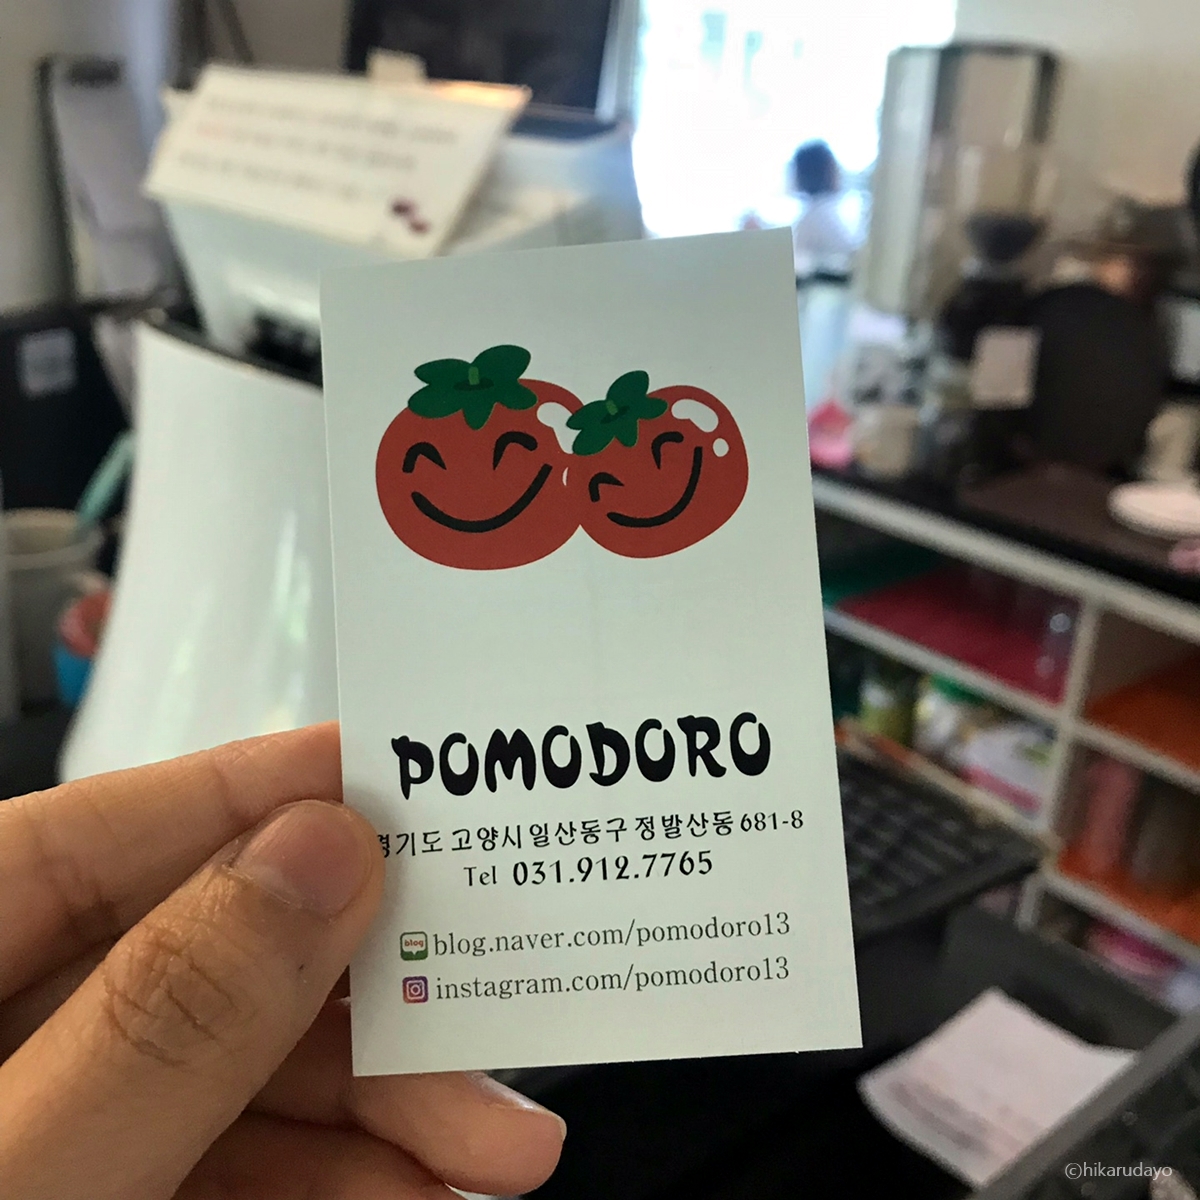 POMODORO
경기도 고양시 일산동구 정발산동 681-8
Tel 031.912.7765
blog blog.naver.com/pomodoro13
instagram.com/pomodoro13
©hikarudayo